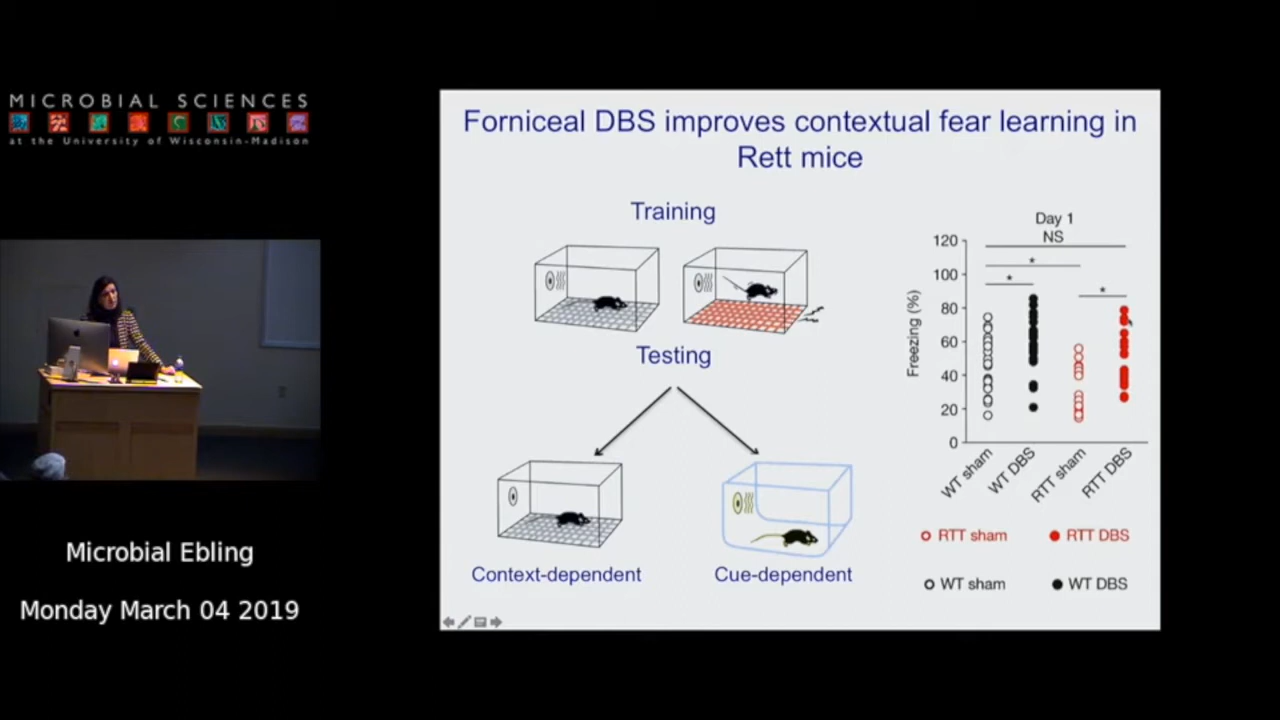 MICROBIAL SCIENCES
at the University of Wisconsin-Madison
Microbial Ebling
Monday March 04 2019
Forniceal DBS improves contextual fear learning in
Rett mice
Training
Testing
Context-dependent
Cue-dependent
Day 1
NS
*
*
*
120
100
80
60
40
20
0
Freezing (%)
WT sham
WT DBS
RTT sham
RTT DBS
RTT sham
RTT DBS
WT sham
WT DBS